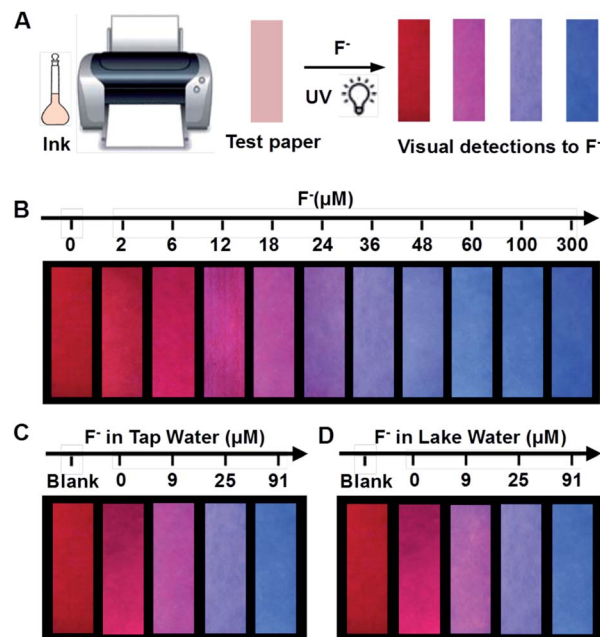 A
Ink
Test paper
F-
UV
Visual detections to F-
B
F-(μM)
0 2 6 12 18 24 36 48 60 100 300
C
F- in Tap Water (μM)
Blank 0 9 25 91
D
F- in Lake Water (μM)
Blank 0 9 25 91